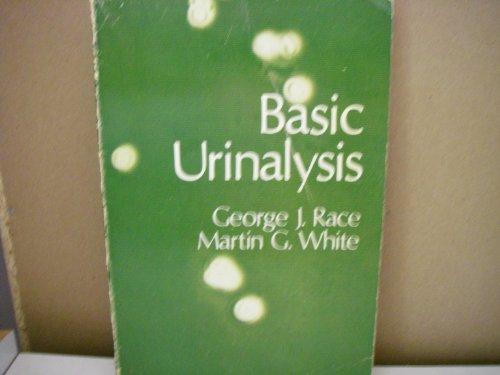 Basic
Urinalysis
George J. Race
Martin G. White